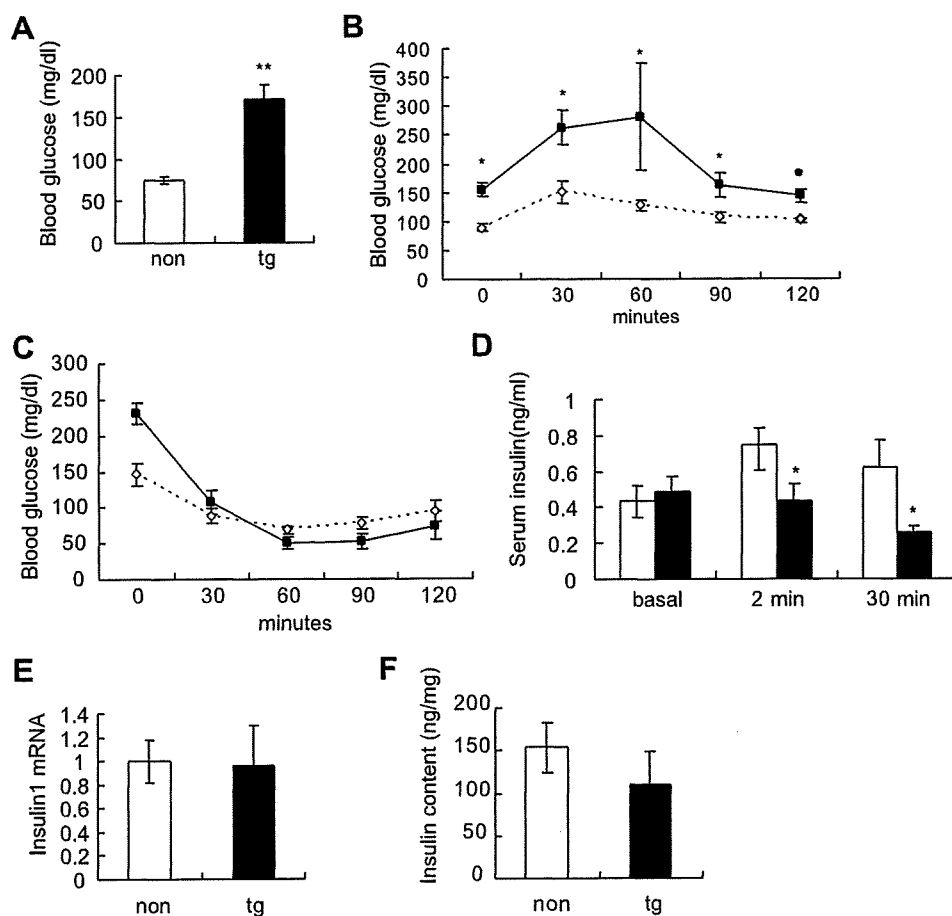 A
Blood glucose (mg/dl)
200
150
100
50
0
**
non tg
B
Blood glucose (mg/dl)
400
350
300
250
200
150
100
50
0
* * * * *
0 30 60 90 120
minutes
C
Blood glucose (mg/dl)
300
250
200
150
100
50
0
0 30 60 90 120
minutes
D
Serum insulin(ng/ml)
1
0.8
0.6
0.4
0.2
0
* *
basal 2 min 30 min
E
Insulin1 mRNA
1.4
1.2
1
0.8
0.6
0.4
0.2
0
non tg
F
Insulin content (ng/mg)
200
150
100
50
0
non tg